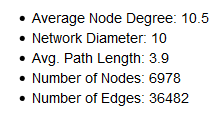 • Average Node Degree: 10.5
• Network Diameter: 10
• Avg. Path Length: 3.9
• Number of Nodes: 6978
• Number of Edges: 36482